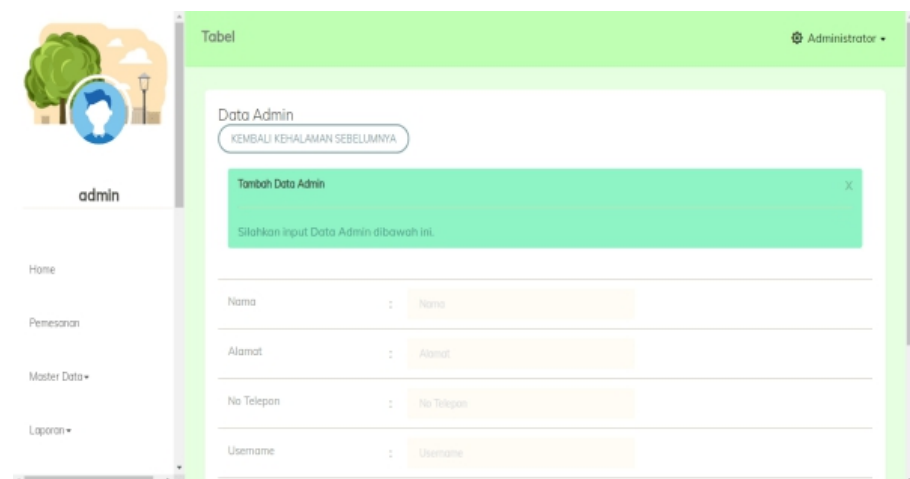 Tabel
Administrator
admin
Home
Pemesanan
Master Data
Laporan
Data Admin
KEMBALI KEHALAMAN SEBELUMNYA
Tambah Data Admin X
Silahkan input Data Admin dibawah ini.
Nama : Nama
Alamat : Alamat
No Telepon : No Telepon
Username : Username